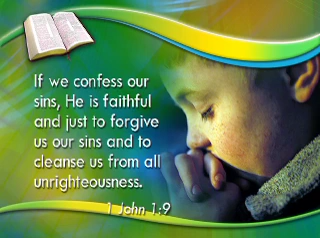 If we confess our
sins, He is faithful
and just to forgive
us our sins and to
cleanse us from all
unrighteousness.
1 John 1:9